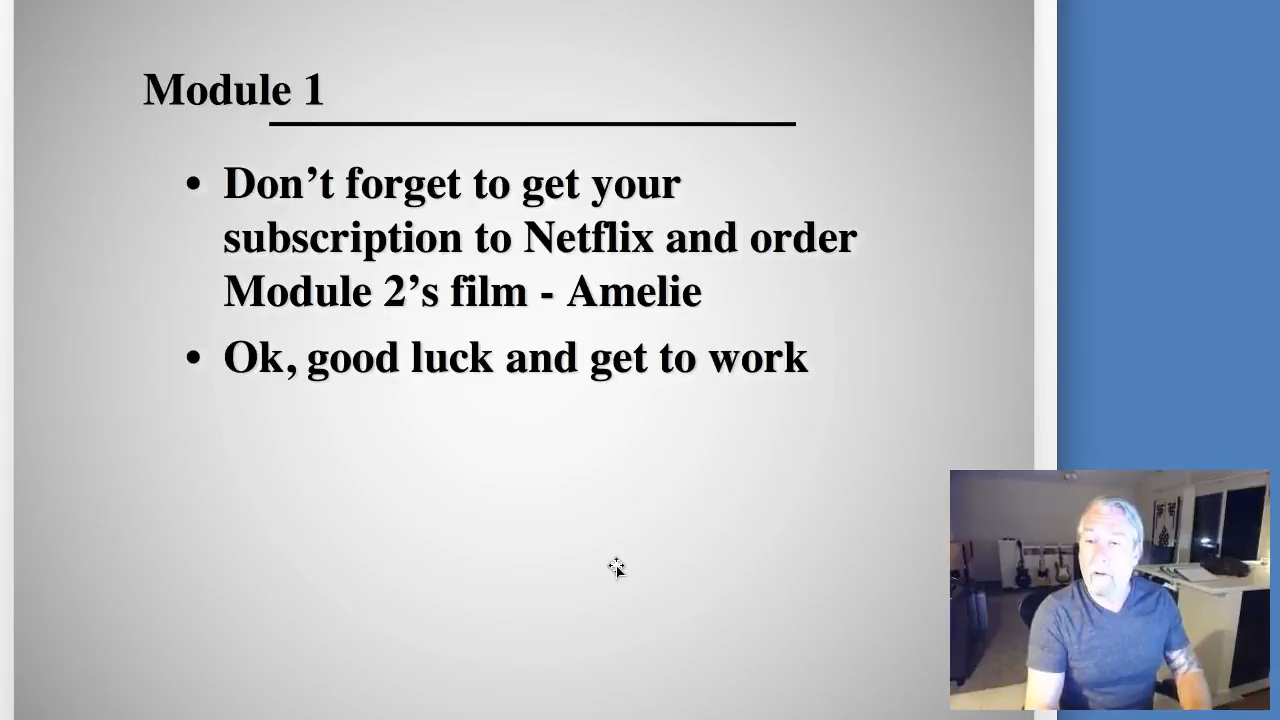 Module 1
• Don’t forget to get your
subscription to Netflix and order
Module 2’s film - Amelie
• Ok, good luck and get to work